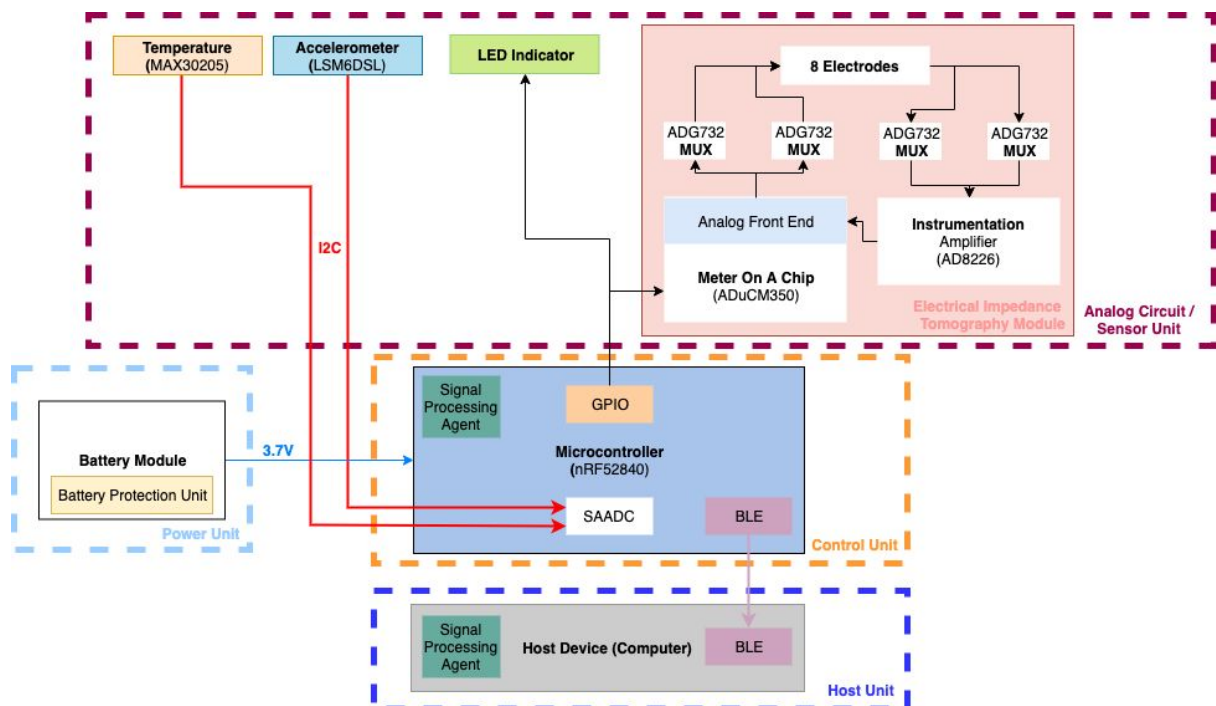 Temperature
(MAX30205)
Accelerometer
(LSM6DSL)
LED Indicator
8 Electrodes
ADG732
MUX
ADG732
MUX
ADG732
MUX
ADG732
MUX
Analog Front End
Meter On A Chip
(ADuCM350)
Instrumentation
Amplifier
(AD8226)
Electrical Impedance
Tomography Module
Analog Circuit /
Sensor Unit
I2C
Signal
Processing
Agent
GPIO
Microcontroller
(nRF52840)
SAADC
BLE
Control Unit
3.7V
Battery Module
Battery Protection Unit
Power Unit
Signal
Processing
Agent
Host Device (Computer)
BLE
Host Unit